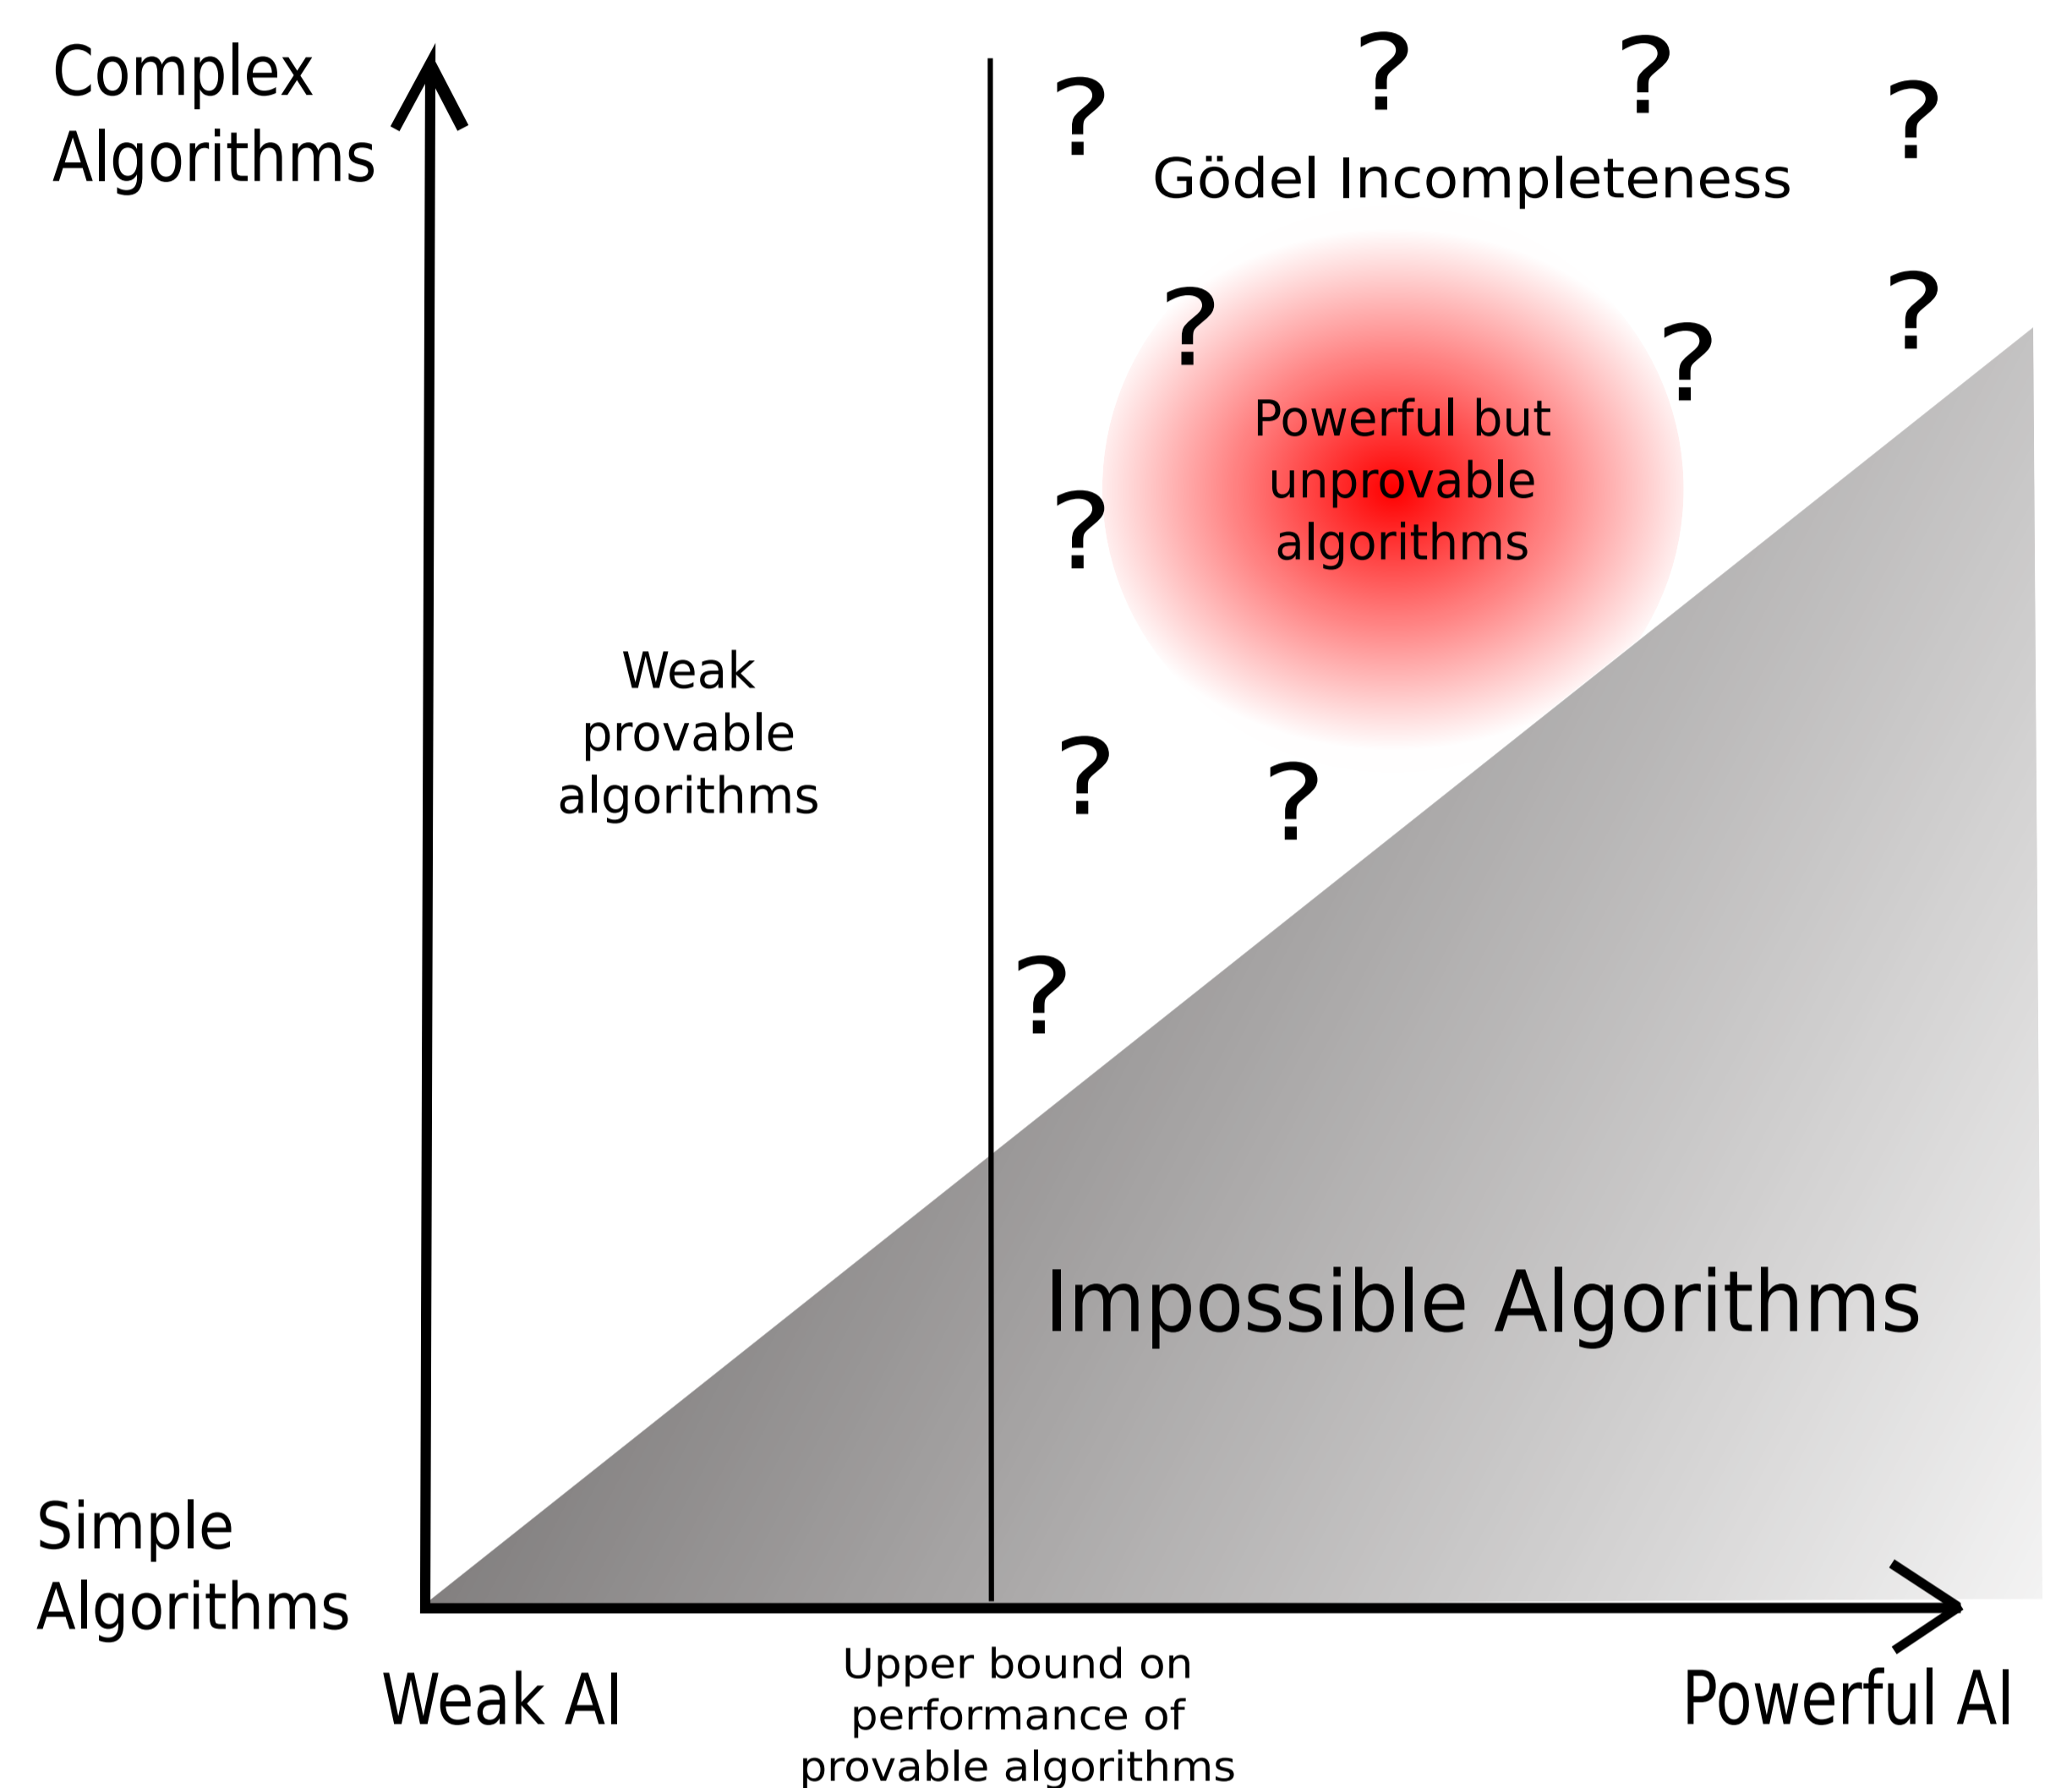 Complex
Algorithms
?
?
?
?
Gödel Incompleteness
?
?
?
Powerful but
unprovable
algorithms
?
Weak
provable
algorithms
?
?
?
Impossible Algorithms
Simple
Algorithms
Weak AI
Upper bound on
performance of
provable algorithms
Powerful AI